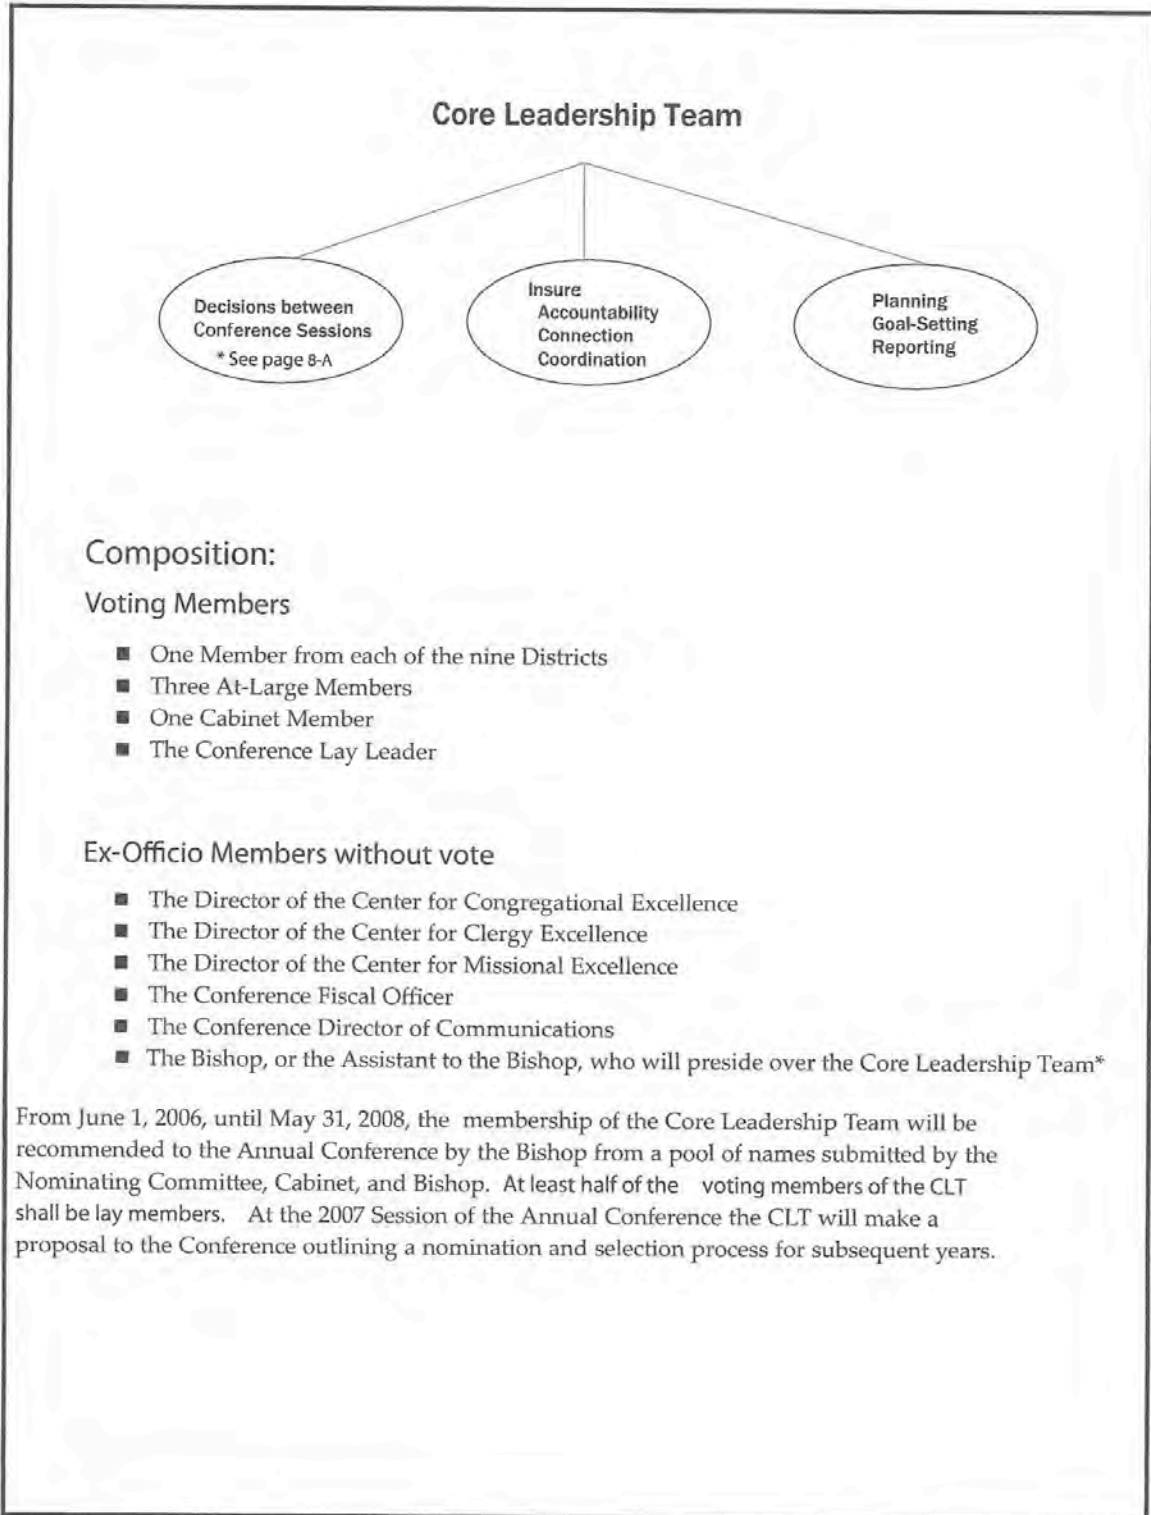 Core Leadership Team
Decisions between
Conference Sessions
* See page 8-A
Insure
Accountability
Connection
Coordination
Planning
Goal-Setting
Reporting
Composition:
Voting Members
■ One Member from each of the nine Districts
■ Three At-Large Members
■ One Cabinet Member
■ The Conference Lay Leader
Ex-Officio Members without vote
■ The Director of the Center for Congregational Excellence
■ The Director of the Center for Clergy Excellence
■ The Director of the Center for Missional Excellence
■ The Conference Fiscal Officer
■ The Conference Director of Communications
■ The Bishop, or the Assistant to the Bishop, who will preside over the Core Leadership Team*
From June 1, 2006, until May 31, 2008, the membership of the Core Leadership Team will be
recommended to the Annual Conference by the Bishop from a pool of names submitted by the
Nominating Committee, Cabinet, and Bishop. At least half of the voting members of the CLT
shall be lay members. At the 2007 Session of the Annual Conference the CLT will make a
proposal to the Conference outlining a nomination and selection process for subsequent years.